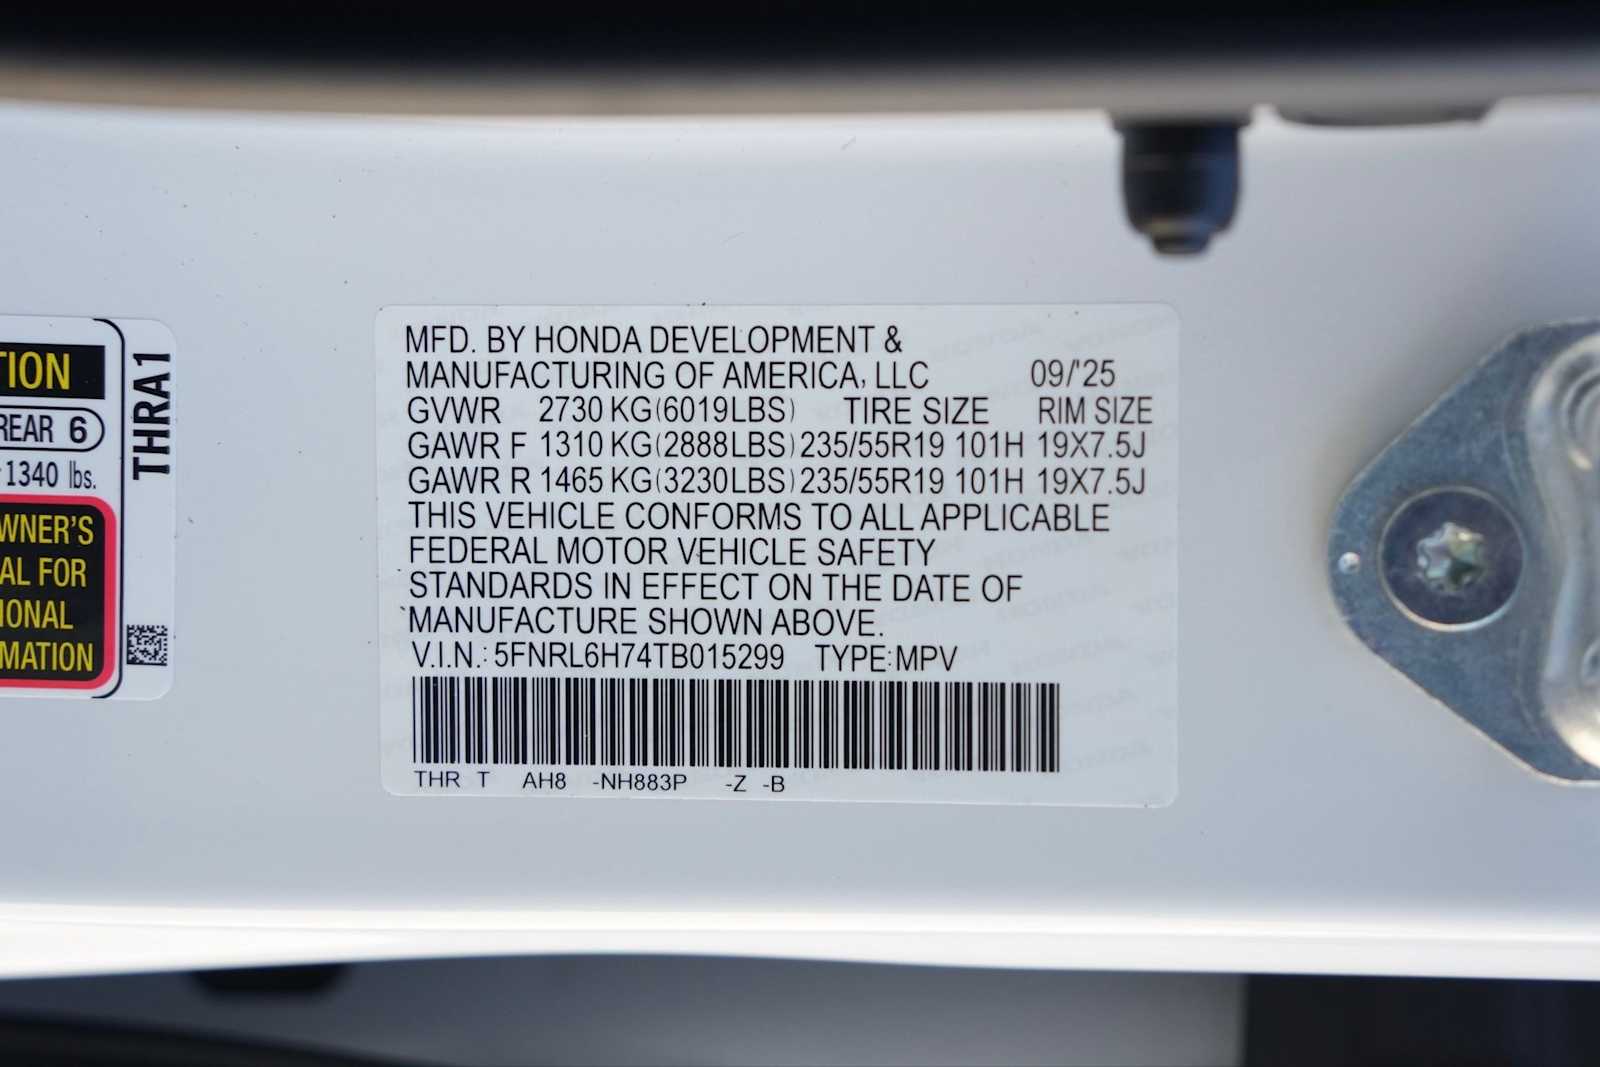 TION
REAR 6
1340 lbs.
WNER'S
AL FOR
IONAL
MATION
THRA1
MFD. BY HONDA DEVELOPMENT &
MANUFACTURING OF AMERICA, LLC 09/'25
GVWR 2730 KG(6019LBS) TIRE SIZE RIM SIZE
GAWR F 1310 KG(2888LBS) 235/55R19 101H 19X7.5J
GAWR R 1465 KG(3230LBS) 235/55R19 101H 19X7.5J
THIS VEHICLE CONFORMS TO ALL APPLICABLE
FEDERAL MOTOR VEHICLE SAFETY
STANDARDS IN EFFECT ON THE DATE OF
MANUFACTURE SHOWN ABOVE.
V.I.N.: 5FNRL6H74TB015299 TYPE:MPV
THR T AH8 -NH883P -Z -B